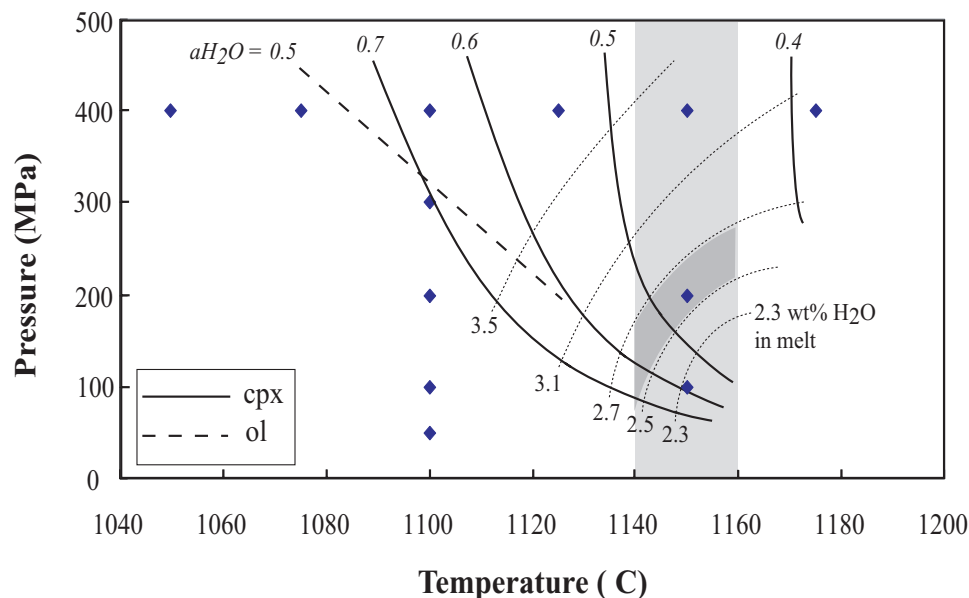 500
400
300
200
100
0
Pressure (MPa)
aH2O = 0.5
0.7
0.6
0.5
0.4
3.5
3.1
2.7
2.5
2.3
2.3 wt% H2O
in melt
cpx
ol
1040 1060 1080 1100 1120 1140 1160 1180 1200
Temperature ( C)